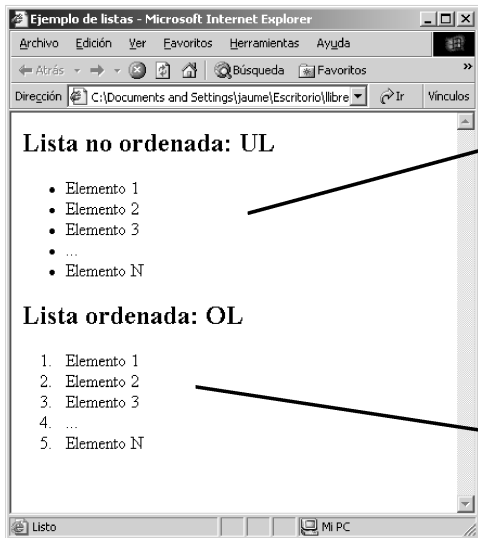 Ejemplo de listas - Microsoft Internet Explorer
Archivo Edición Ver Favoritos Herramientas Ayuda
Atrás Búsqueda Favoritos »
Dirección C:\Documents and Settings\jaume\Escritorio\llibre Ir Vínculos
Lista no ordenada: UL
• Elemento 1
• Elemento 2
• Elemento 3
• ...
• Elemento N
Lista ordenada: OL
1. Elemento 1
2. Elemento 2
3. Elemento 3
4. ...
5. Elemento N
Listo Mi PC